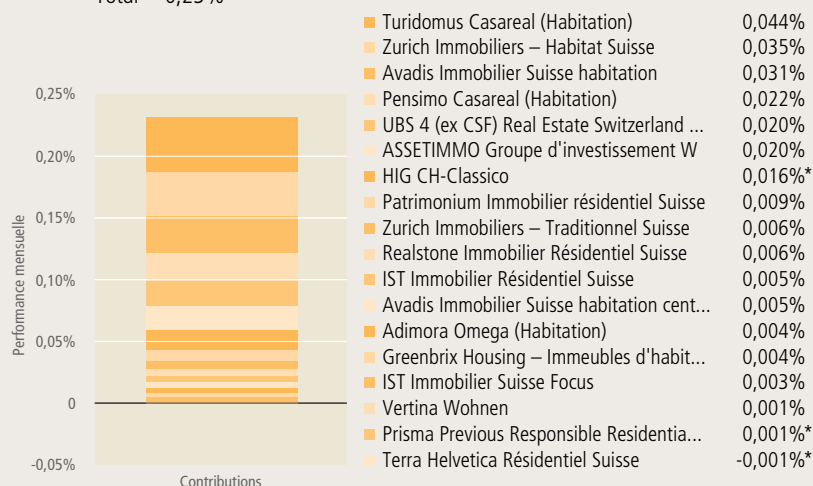 Turidomus Casareal (Habitation) 0,044%
Zurich Immobiliers – Habitat Suisse 0,035%
Avadis Immobilier Suisse habitation 0,031%
Pensimo Casareal (Habitation) 0,022%
UBS 4 (ex CSF) Real Estate Switzerland ... 0,020%
ASSETIMMO Groupe d'investissement W 0,020%
HIG CH-Classico 0,016%*
Patrimonium Immobilier résidentiel Suisse 0,009%
Zurich Immobiliers – Traditionnel Suisse 0,006%
Realstone Immobilier Résidentiel Suisse 0,006%
IST Immobilier Résidentiel Suisse 0,005%
Avadis Immobilier Suisse habitation cent... 0,005%
Adimora Omega (Habitation) 0,004%
Greenbrix Housing – Immeubles d'habit... 0,004%
IST Immobilier Suisse Focus 0,003%
Vertina Wohnen 0,001%
Prisma Previous Responsible Residentia... 0,001%*
Terra Helvetica Résidentiel Suisse -0,001%*
Performance mensuelle
0,25%
0,20%
0,15%
0,10%
0,05%
0
-0,05%
Contributions